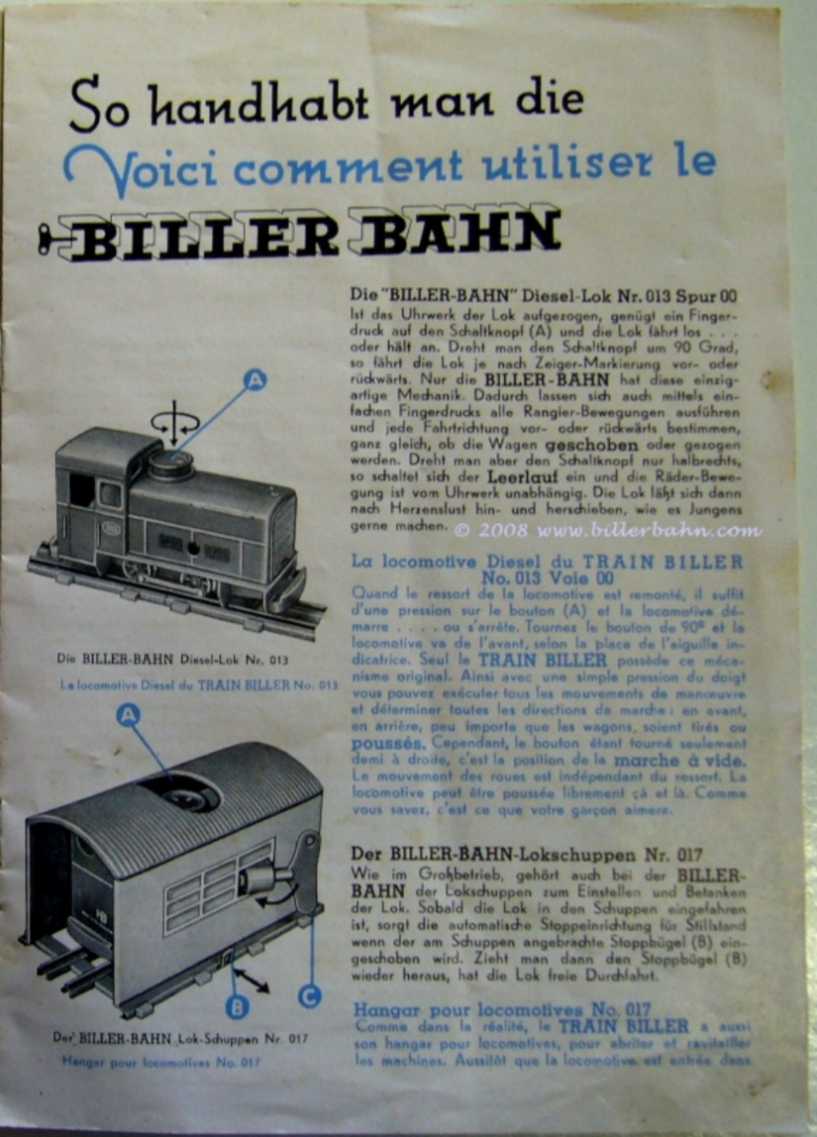 So handhabt man die
Voici comment utiliser le
BILLER BAHN
Die "BILLER-BAHN" Diesel-Lok Nr. 013 Spur 00
Ist das Uhrwerk der Lok aufgezogen, genügt ein Finger-
druck auf den Schaltknopf (A) und die Lok fährt los . . .
oder hält an. Dreht man den Schaltknopf um 90 Grad,
so fährt die Lok je nach Zeiger-Markierung vor- oder
rückwärts. Nur die BILLER-BAHN hat diese einzig-
artige Mechanik. Dadurch lassen sich auch mittels ein-
fachen Fingerdrucks alle Rangier-Bewegungen ausführen
und jede Fahrtrichtung vor- oder rückwärts bestimmen,
ganz gleich, ob die Wagen geschoben oder gezogen
werden. Dreht man aber den Schaltknopf nur halbrechts,
so schaltet sich der Leerlauf ein und die Räder-Bewe-
gung ist vom Uhrwerk unabhängig. Die Lok läßt sich dann
nach Herzenslust hin- und herschieben, wie es Jungens
gerne machen. © 2008 www.billerbahn.com
La locomotive Diesel du TRAIN BILLER
No. 013 Voie 00
Quand le ressort de la locomotive est remonté, il suffit
d'une pression sur le bouton (A) et la locomotive dé-
marre . . . . ou s'arrête. Tournez le bouton de 90° et la
locomotive va de l'avant, selon la place de l'aiguille in-
dicatrice. Seul le TRAIN BILLER possède ce méca-
nisme original. Ainsi avec une simple pression du doigt
vous pouvez exécuter tous les mouvements de manœuvre
et déterminer toutes les directions de marche: en avant,
en arrière, peu importe que les wagons, soient tirés ou
poussés. Cependant, le bouton étant tourné seulement
demi à droite, c'est la position de la marche à vide.
Le mouvement des roues est indépendant du ressort. La
locomotive peut être poussée librement çà et là. Comme
vous savez, c'est ce que votre garçon aimera.
A
Die BILLER-BAHN Diesel-Lok Nr. 013
La locomotive Diesel du TRAIN BILLER No. 013
A
B
C
Der BILLER-BAHN Lok-Schuppen Nr. 017
Hangar pour locomotives No. 017
Der BILLER-BAHN-Lokschuppen Nr. 017
Wie im Großbetrieb, gehört auch bei der BILLER-
BAHN der Lokschuppen zum Einstellen und Betanken
der Lok. Sobald die Lok in den Schuppen eingefahren
ist, sorgt die automatische Stoppeinrichtung für Stillstand
wenn der am Schuppen angebrachte Stoppbügel (B) ein-
geschoben wird. Zieht man dann den Stoppbügel (B)
wieder heraus, hat die Lok freie Durchfahrt.
Hangar pour locomotives No. 017
Comme dans la réalité, le TRAIN BILLER a aussi
son hangar pour locomotives, pour abriter et ravitailler
les machines. Aussitôt que la locomotive est entrée dans